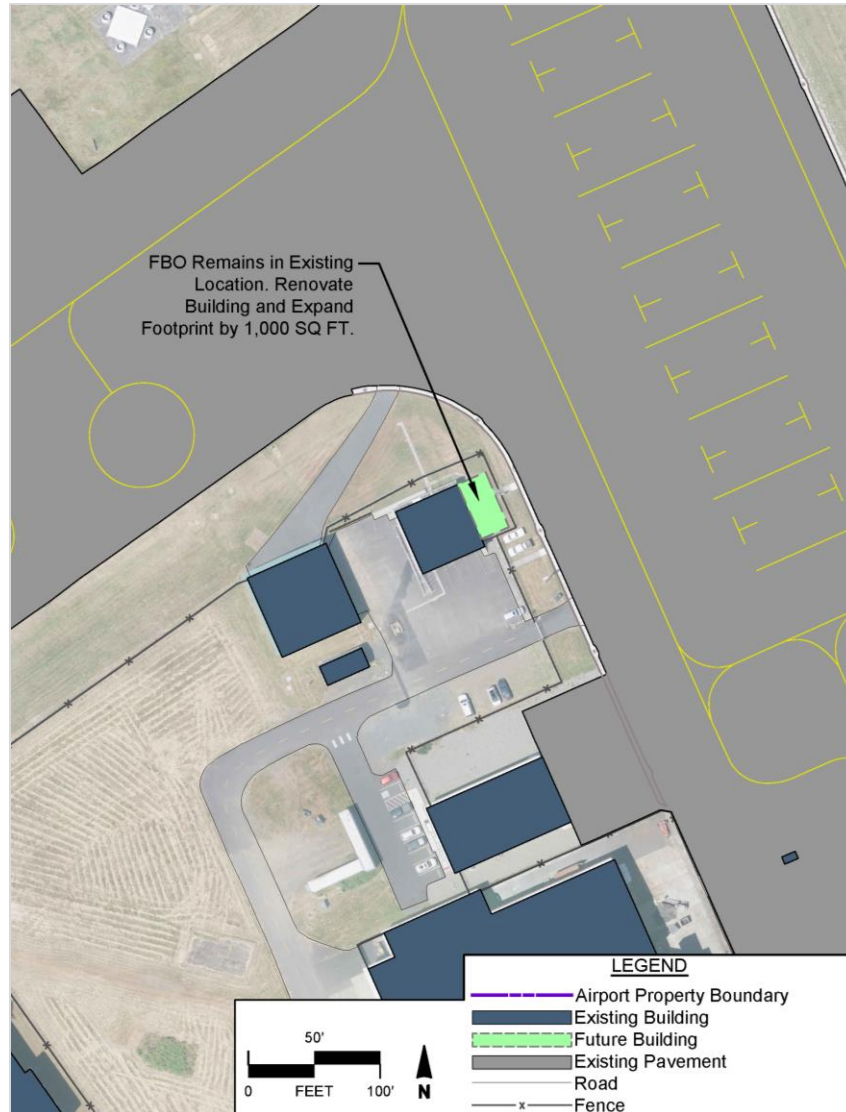 FBO Remains in Existing
Location. Renovate
Building and Expand
Footprint by 1,000 SQ FT.
LEGEND
Airport Property Boundary
Existing Building
Future Building
Existing Pavement
Road
x Fence
50'
0 FEET 100'
N